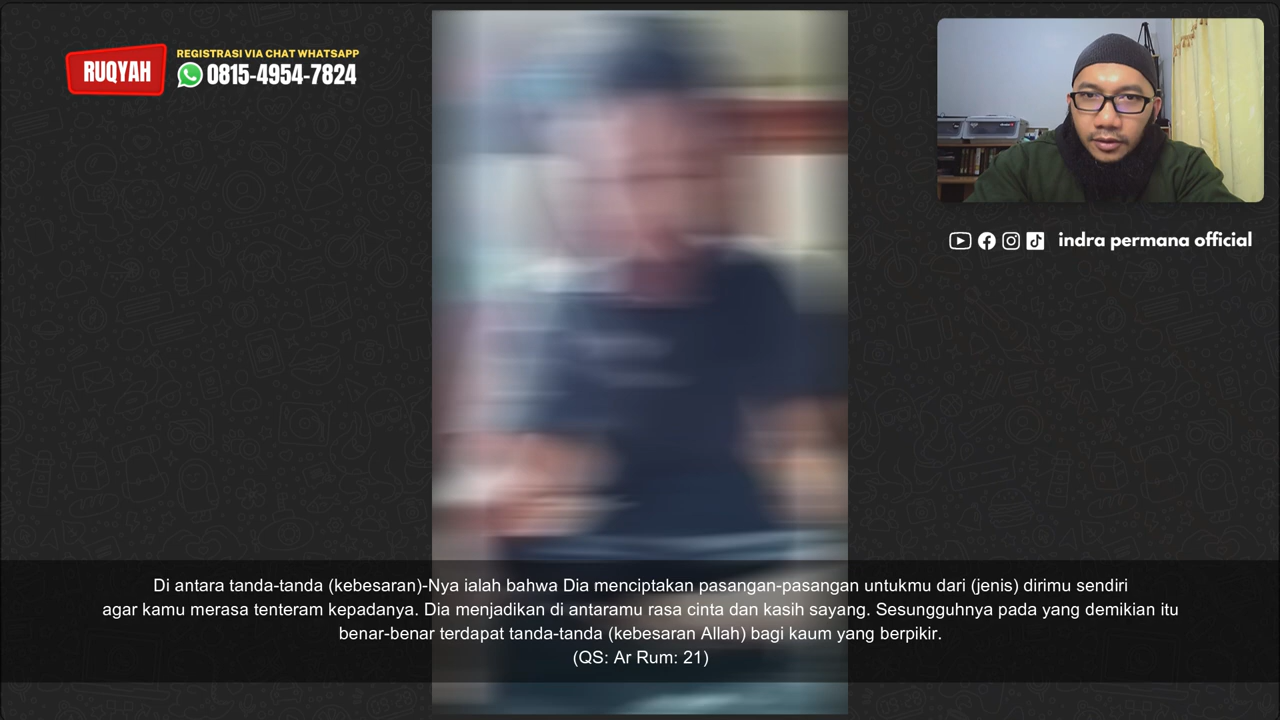 RUQYAH
REGISTRASI VIA CHAT WHATSAPP
0815-4954-7824
indra permana official
Di antara tanda-tanda (kebesaran)-Nya ialah bahwa Dia menciptakan pasangan-pasangan untukmu dari (jenis) dirimu sendiri
agar kamu merasa tenteram kepadanya. Dia menjadikan di antaramu rasa cinta dan kasih sayang. Sesungguhnya pada yang demikian itu
benar-benar terdapat tanda-tanda (kebesaran Allah) bagi kaum yang berpikir.
(QS: Ar Rum: 21)